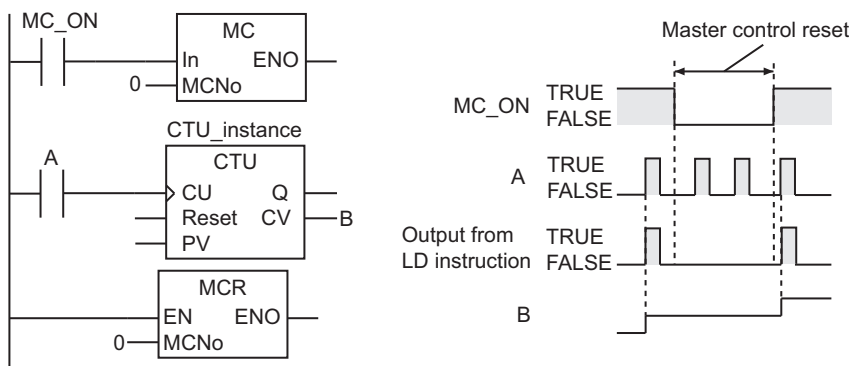 MC_ON
MC
In ENO
0 MCNo
CTU_instance
A
CTU
CU Q
Reset CV B
PV
MCR
EN ENO
0 MCNo
Master control reset
MC_ON TRUE
FALSE
A TRUE
FALSE
Output from TRUE
LD instruction FALSE
B